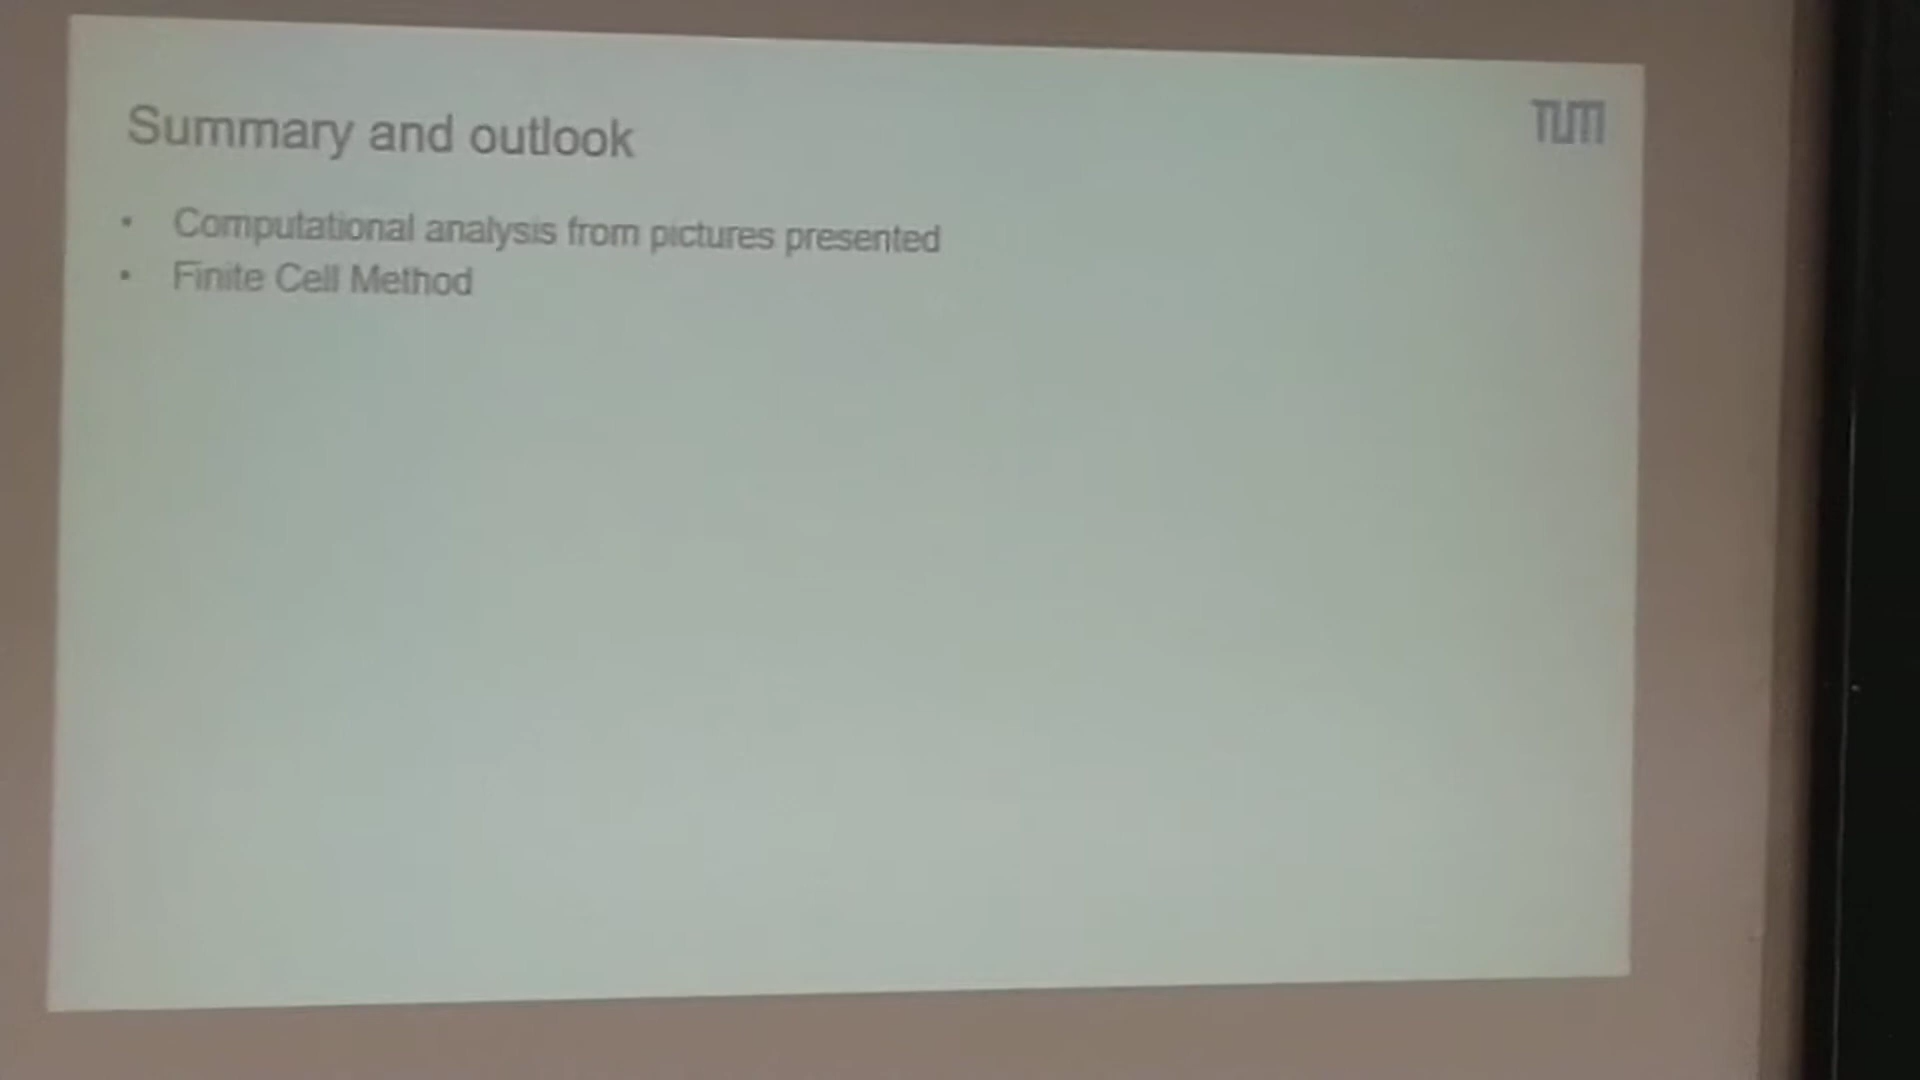 Summary and outlook
TUM
• Computational analysis from pictures presented
• Finite Cell Method